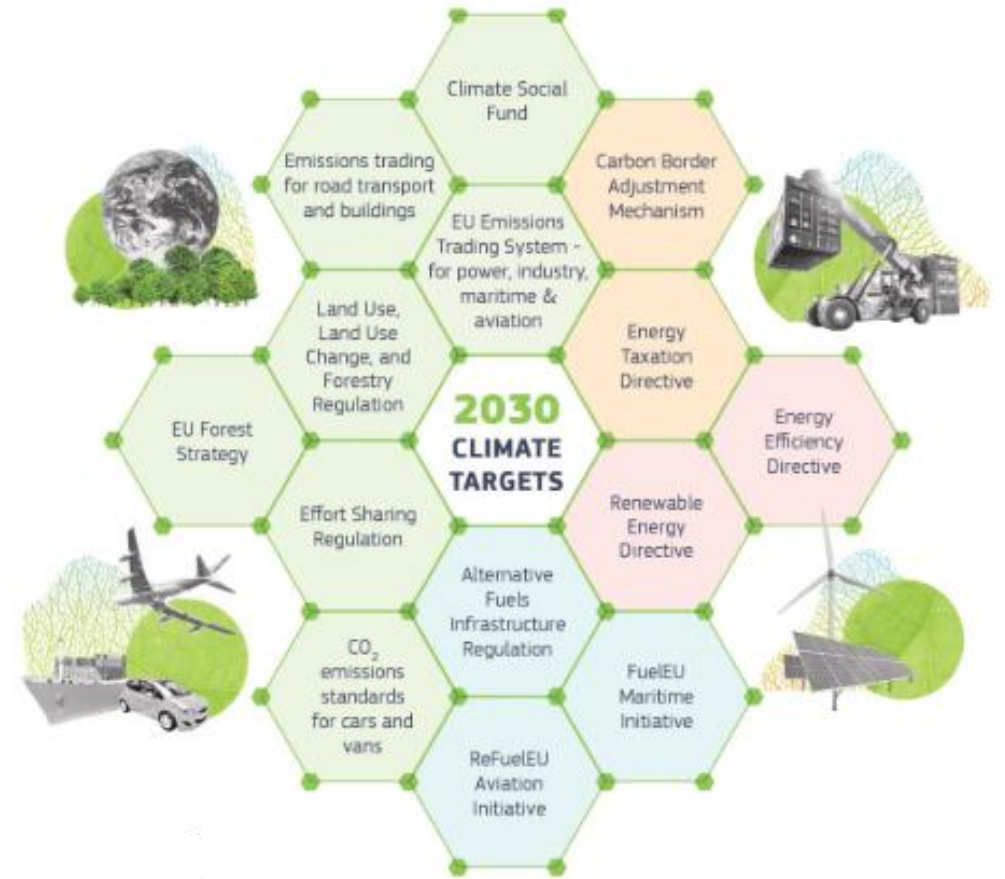 Climate Social
Fund
Emissions trading
for road transport
and buildings
Carbon Border
Adjustment
Mechanism
EU Emissions
Trading System -
for power, industry,
maritime &
aviation
Land Use,
Land Use
Change, and
Forestry
Regulation
Energy
Taxation
Directive
EU Forest
Strategy
2030
CLIMATE
TARGETS
Energy
Efficiency
Directive
Effort Sharing
Regulation
Renewable
Energy
Directive
Alternative
Fuels
Infrastructure
Regulation
CO₂
emissions
standards
for cars and
vans
FuelEU
Maritime
Initiative
ReFuelEU
Aviation
Initiative